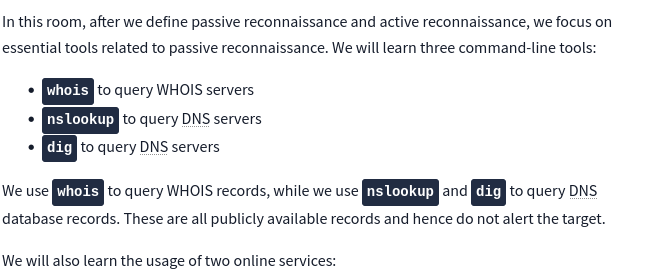 In this room, after we define passive reconnaissance and active reconnaissance, we focus on
essential tools related to passive reconnaissance. We will learn three command-line tools:
• whois to query WHOIS servers
• nslookup to query DNS servers
• dig to query DNS servers
We use whois to query WHOIS records, while we use nslookup and dig to query DNS
database records. These are all publicly available records and hence do not alert the target.
We will also learn the usage of two online services: